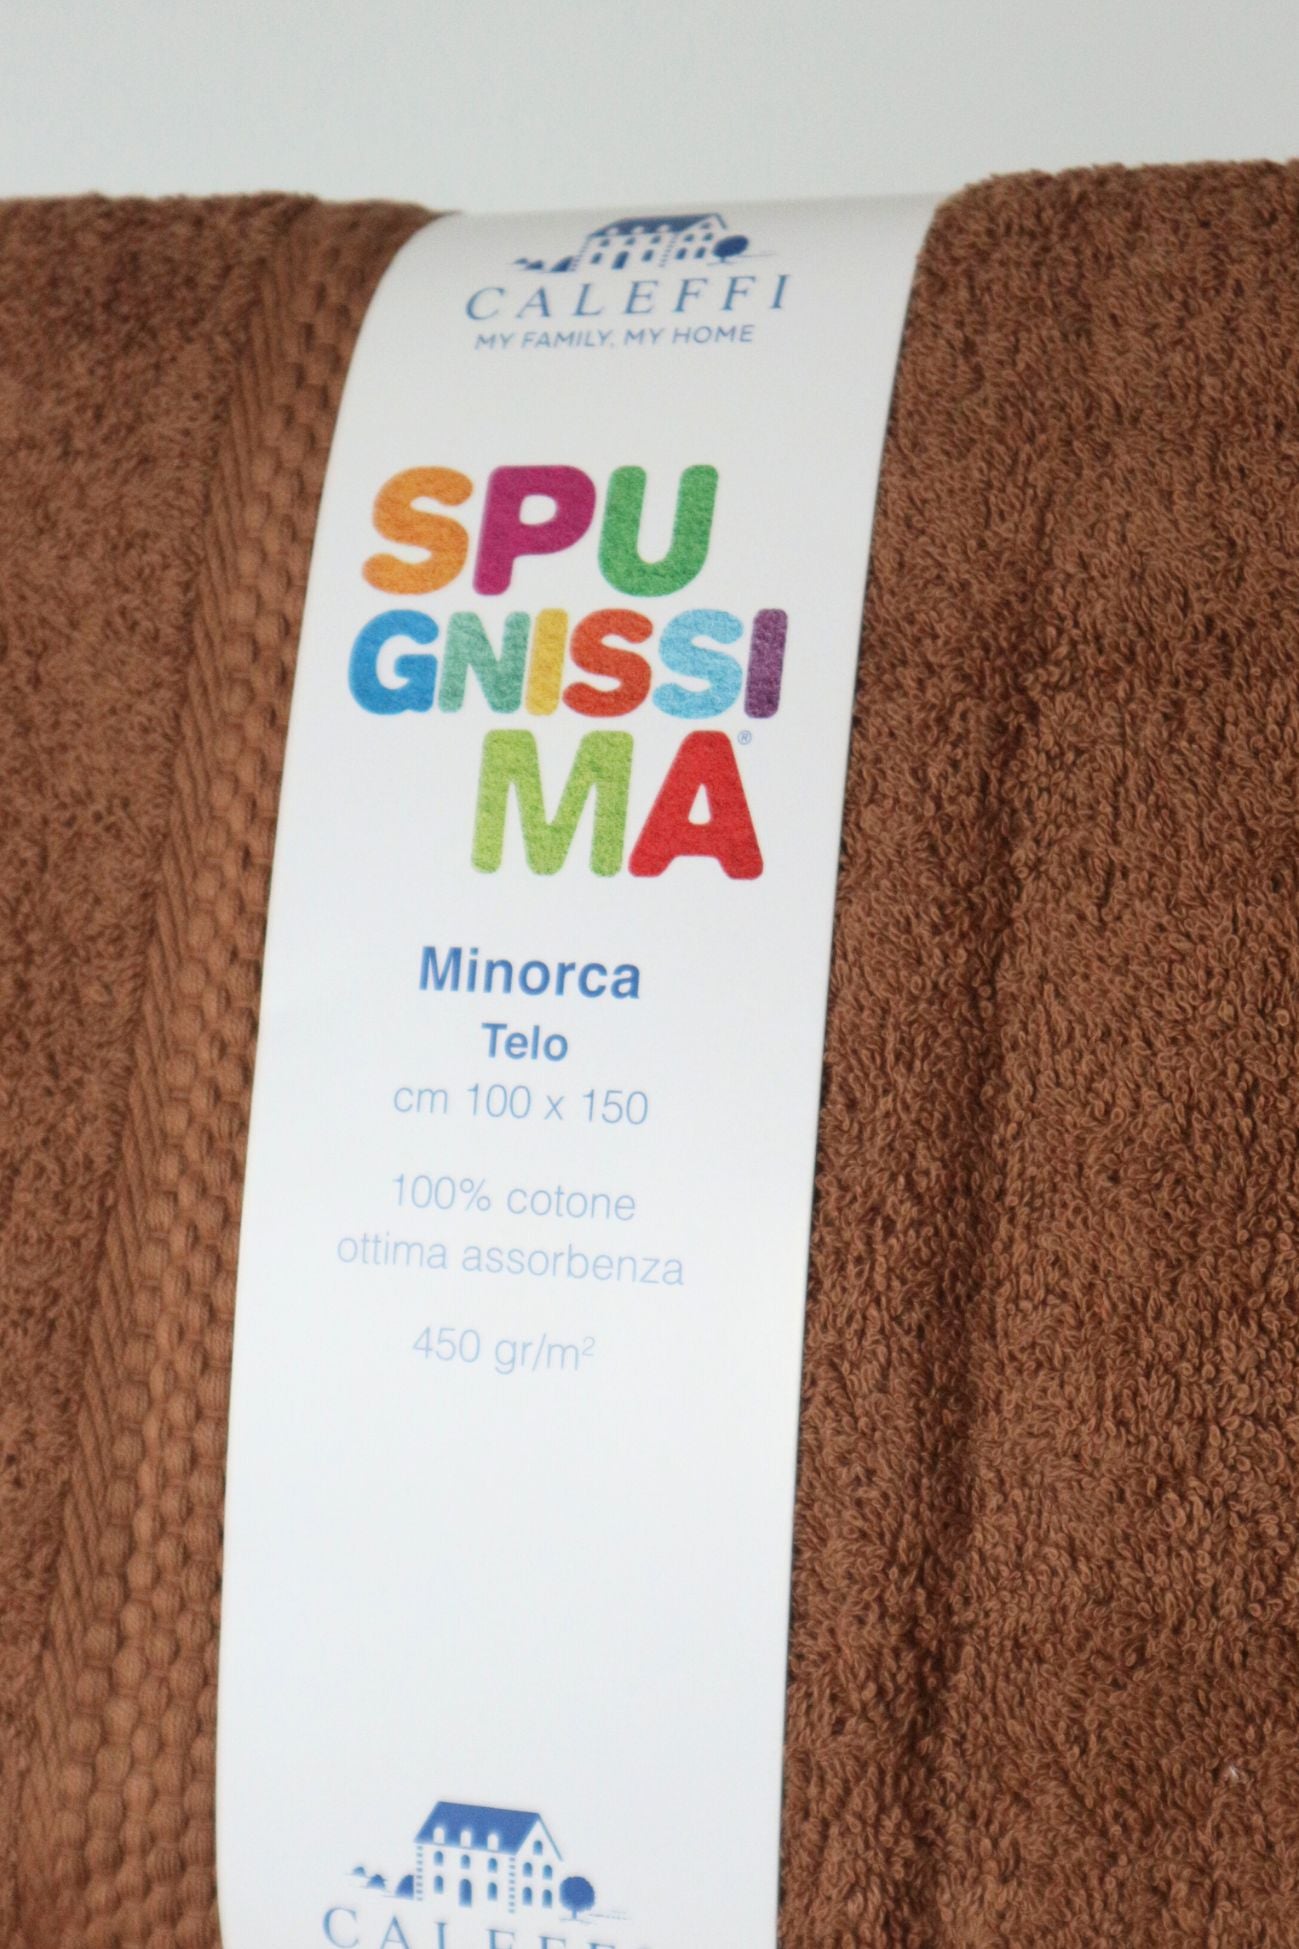 CALEFFI
MY FAMILY, MY HOME
SPU
GNISSI
MA®
Minorca
Telo
cm 100 x 150
100% cotone
ottima assorbenza
450 gr/m²
CALEFFI